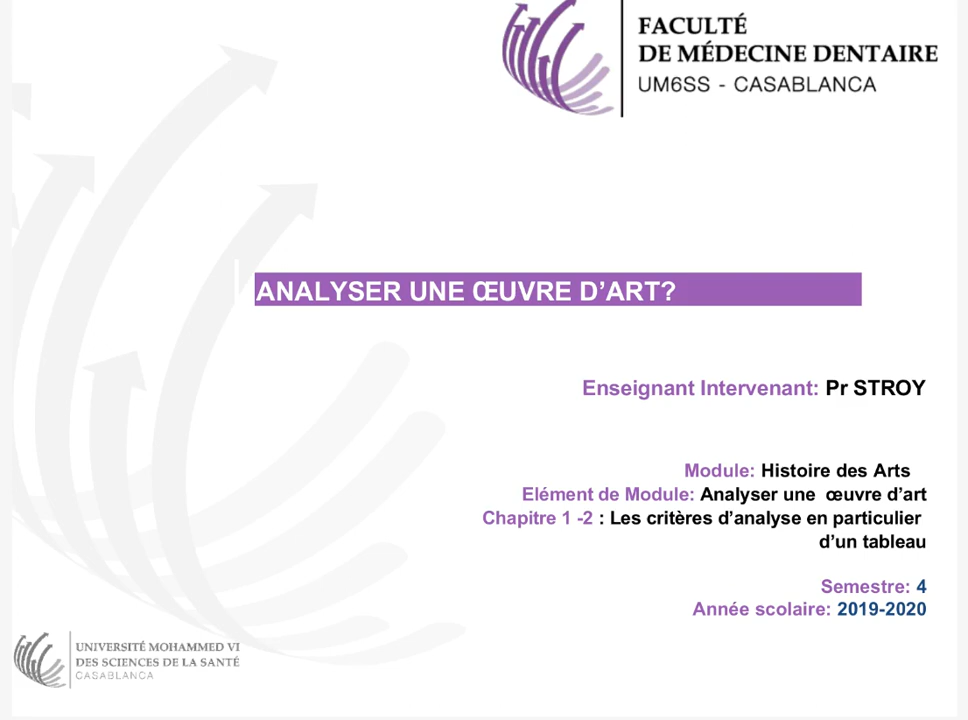 FACULTÉ
DE MÉDECINE DENTAIRE
UM6SS - CASABLANCA
ANALYSER UNE ŒUVRE D’ART?
Enseignant Intervenant: Pr STROY
Module: Histoire des Arts
Elément de Module: Analyser une œuvre d’art
Chapitre 1 -2 : Les critères d’analyse en particulier
d’un tableau
Semestre: 4
Année scolaire: 2019-2020
UNIVERSITÉ MOHAMMED VI
DES SCIENCES DE LA SANTÉ
CASABLANCA